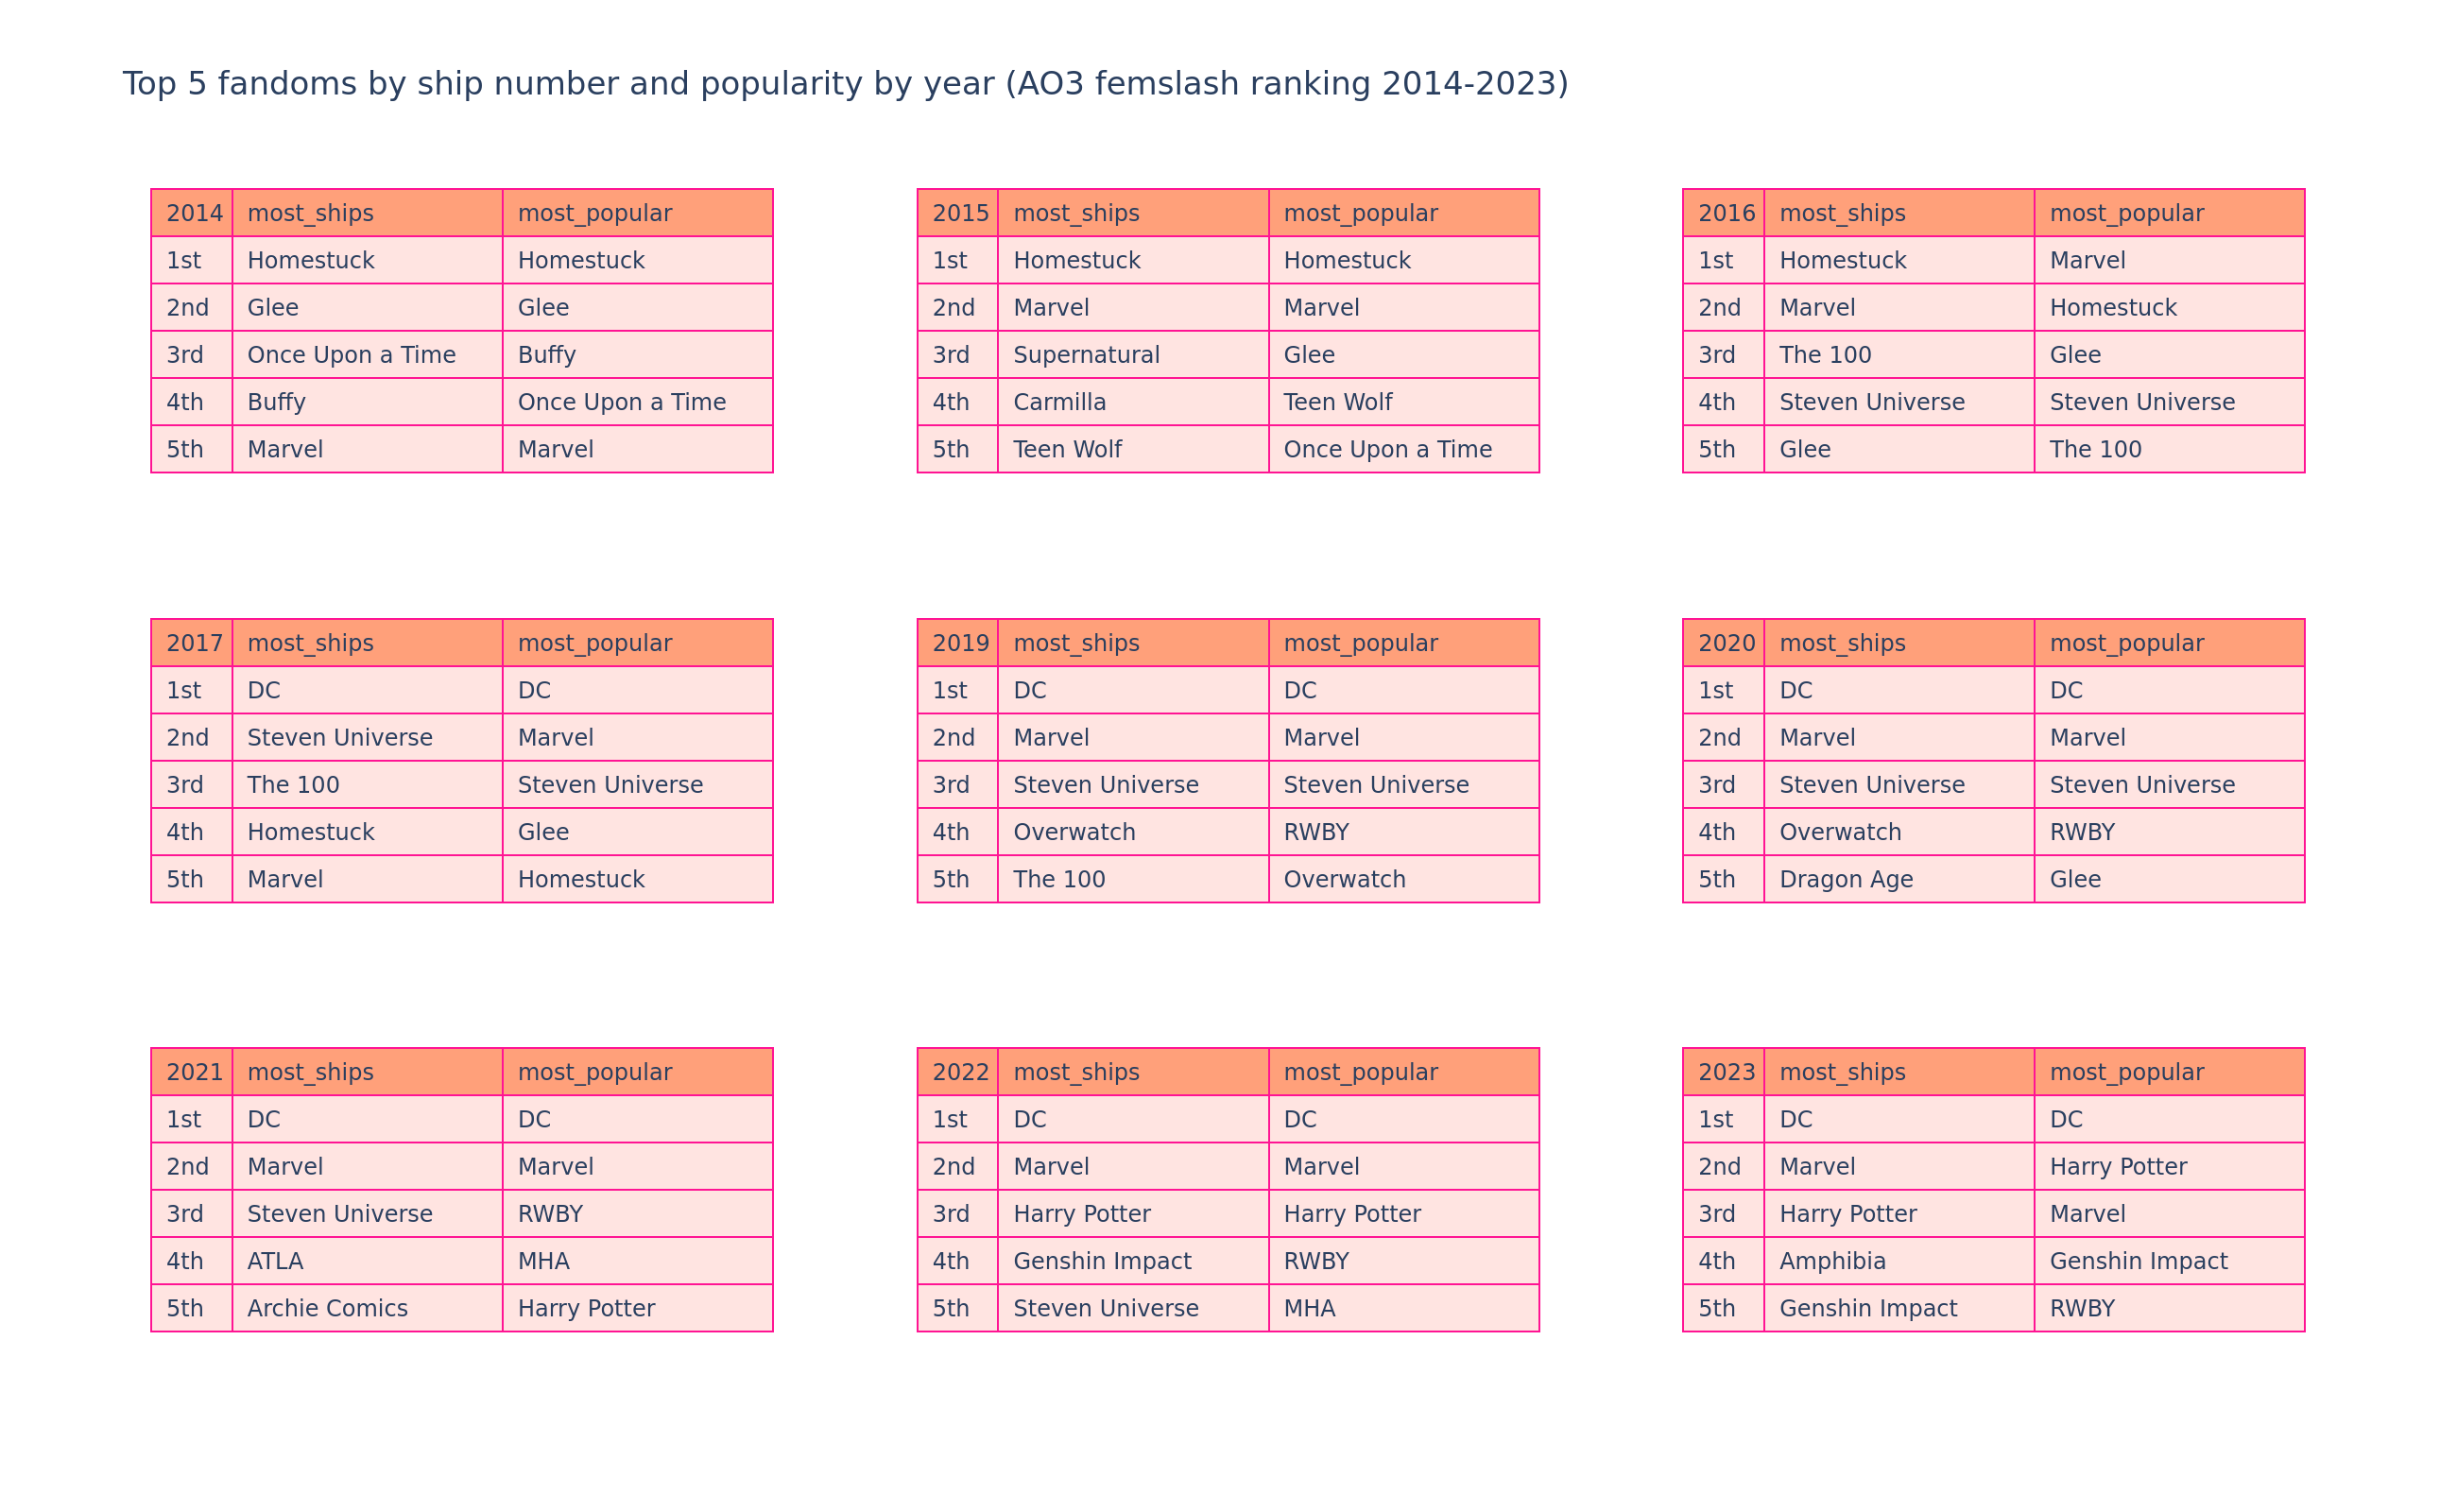 Top 5 fandoms by ship number and popularity by year (AO3 femslash ranking 2014-2023)
2014 most_ships most_popular
1st Homestuck Homestuck
2nd Glee Glee
3rd Once Upon a Time Buffy
4th Buffy Once Upon a Time
5th Marvel Marvel
2015 most_ships most_popular
1st Homestuck Homestuck
2nd Marvel Marvel
3rd Supernatural Glee
4th Carmilla Teen Wolf
5th Teen Wolf Once Upon a Time
2016 most_ships most_popular
1st Homestuck Marvel
2nd Marvel Homestuck
3rd The 100 Glee
4th Steven Universe Steven Universe
5th Glee The 100
2017 most_ships most_popular
1st DC DC
2nd Steven Universe Marvel
3rd The 100 Steven Universe
4th Homestuck Glee
5th Marvel Homestuck
2019 most_ships most_popular
1st DC DC
2nd Marvel Marvel
3rd Steven Universe Steven Universe
4th Overwatch RWBY
5th The 100 Overwatch
2020 most_ships most_popular
1st DC DC
2nd Marvel Marvel
3rd Steven Universe Steven Universe
4th Overwatch RWBY
5th Dragon Age Glee
2021 most_ships most_popular
1st DC DC
2nd Marvel Marvel
3rd Steven Universe RWBY
4th ATLA MHA
5th Archie Comics Harry Potter
2022 most_ships most_popular
1st DC DC
2nd Marvel Marvel
3rd Harry Potter Harry Potter
4th Genshin Impact RWBY
5th Steven Universe MHA
2023 most_ships most_popular
1st DC DC
2nd Marvel Harry Potter
3rd Harry Potter Marvel
4th Amphibia Genshin Impact
5th Genshin Impact RWBY